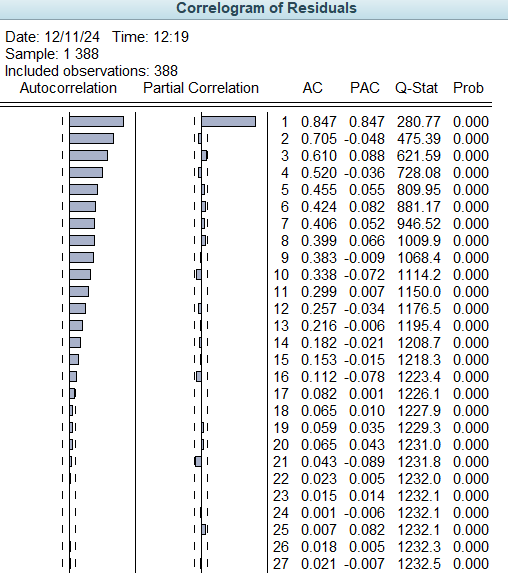 Correlogram of Residuals
Date: 12/11/24 Time: 12:19
Sample: 1 388
Included observations: 388
Autocorrelation Partial Correlation AC PAC Q-Stat Prob
1 0.847 0.847 280.77 0.000
2 0.705 -0.048 475.39 0.000
3 0.610 0.088 621.59 0.000
4 0.520 -0.036 728.08 0.000
5 0.455 0.055 809.95 0.000
6 0.424 0.082 881.17 0.000
7 0.406 0.052 946.52 0.000
8 0.399 0.066 1009.9 0.000
9 0.383 -0.009 1068.4 0.000
10 0.338 -0.072 1114.2 0.000
11 0.299 0.007 1150.0 0.000
12 0.257 -0.034 1176.5 0.000
13 0.216 -0.006 1195.4 0.000
14 0.182 -0.021 1208.7 0.000
15 0.153 -0.015 1218.3 0.000
16 0.112 -0.078 1223.4 0.000
17 0.082 0.001 1226.1 0.000
18 0.065 0.010 1227.9 0.000
19 0.059 0.035 1229.3 0.000
20 0.065 0.043 1231.0 0.000
21 0.043 -0.089 1231.8 0.000
22 0.023 0.005 1232.0 0.000
23 0.015 0.014 1232.1 0.000
24 0.001 -0.006 1232.1 0.000
25 0.007 0.082 1232.1 0.000
26 0.018 0.005 1232.3 0.000
27 0.021 -0.007 1232.5 0.000